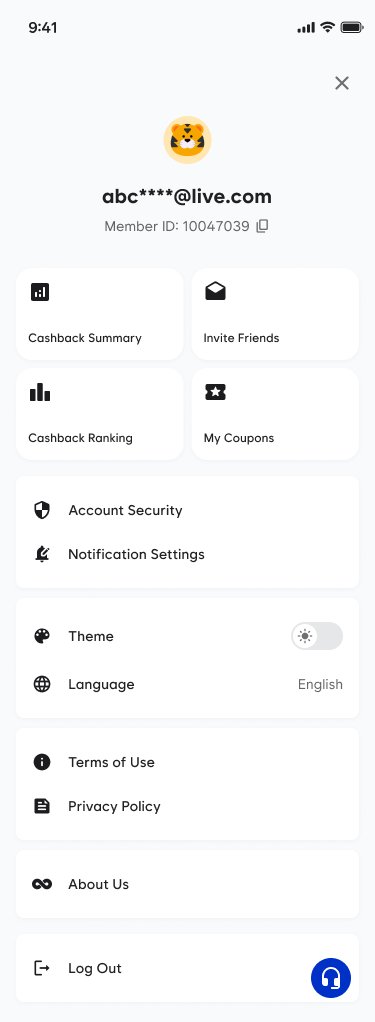 9:41
abc****@live.com
Member ID: 10047039
Cashback Summary
Invite Friends
Cashback Ranking
My Coupons
Account Security
Notification Settings
Theme
Language English
Terms of Use
Privacy Policy
About Us
Log Out